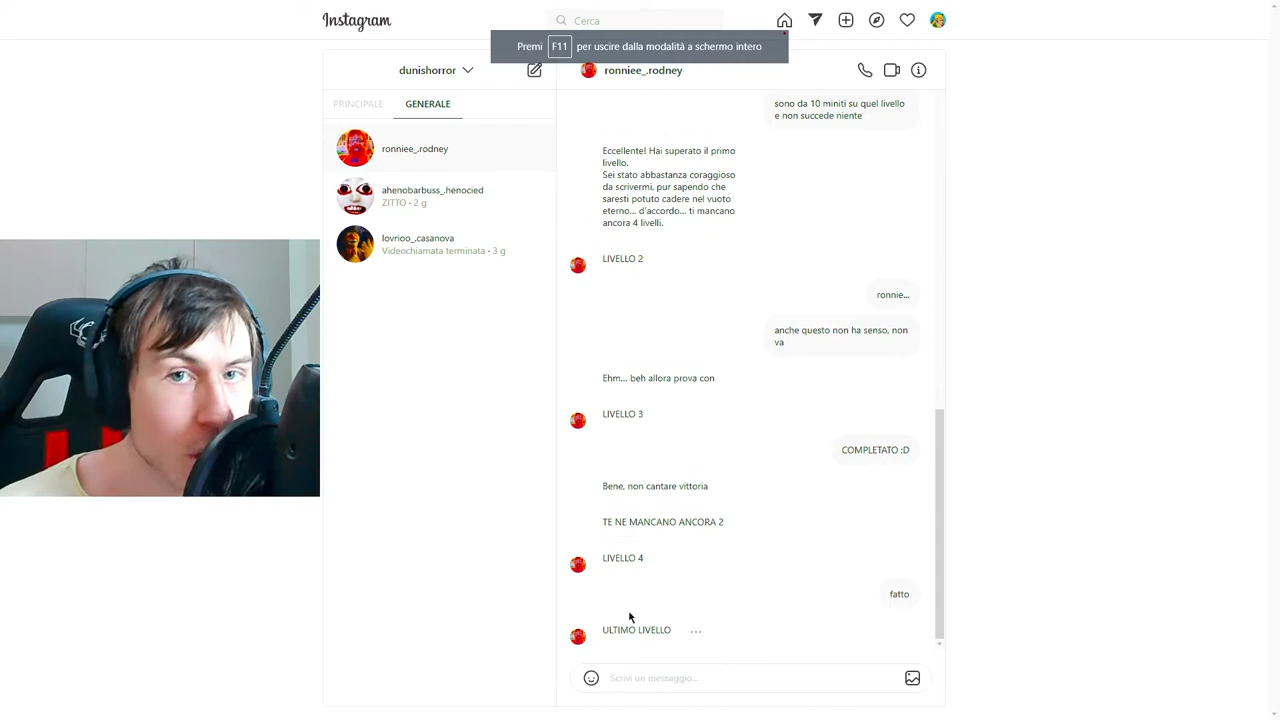 Instagram
Cerca
Premi F11 per uscire dalla modalità a schermo intero
dunishorror
ronniee_.rodney
PRINCIPALE
GENERALE
ronniee_.rodney
ahenobarbuss_.henocied
ZITTO · 2 g
lovrioo_.casanova
Videochiamata terminata · 3 g
sono da 10 miniti su quel livello
e non succede niente
Eccellente! Hai superato il primo
livello.
Sei stato abbastanza coraggioso
da scrivermi, pur sapendo che
saresti potuto cadere nel vuoto
eterno... d'accordo... ti mancano
ancora 4 livelli.
LIVELLO 2
ronnie...
anche questo non ha senso, non
va
Ehm... beh allora prova con
LIVELLO 3
COMPLETATO :D
Bene, non cantare vittoria
TE NE MANCANO ANCORA 2
LIVELLO 4
fatto
ULTIMO LIVELLO
Scrivi un messaggio...